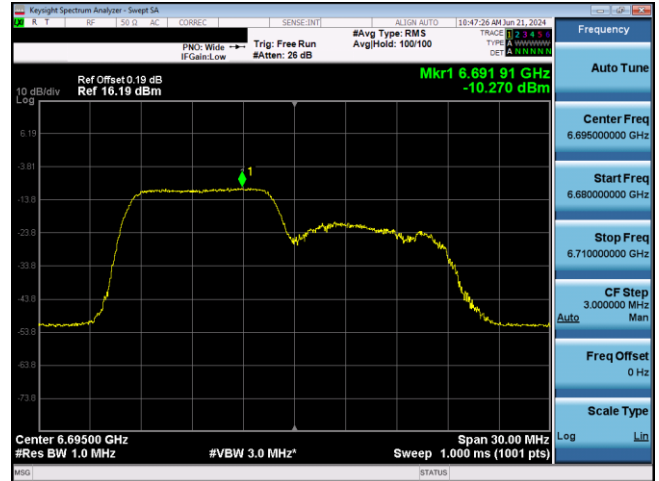 Keysight Spectrum Analyzer - Swept SA
R T RF 50 Ω AC CORREC SENSE:INT ALIGN AUTO 10:47:26 AM Jun 21, 2024
PNO: Wide
IFGain:Low
Trig: Free Run
#Atten: 26 dB
#Avg Type: RMS
Avg|Hold: 100/100
TRACE 1 2 3 4 5 6
TYPE A WWWWW
DET A N N N N N
Frequency
Ref Offset 0.19 dB
10 dB/div Ref 16.19 dBm
Log
Mkr1 6.691 91 GHz
-10.270 dBm
6.19
-3.81
-13.8
-23.8
-33.8
-43.8
-53.8
-63.8
-73.8
1
Center 6.69500 GHz
Span 30.00 MHz
#Res BW 1.0 MHz
#VBW 3.0 MHz*
Sweep 1.000 ms (1001 pts)
MSG
STATUS
Auto Tune
Center Freq
6.695000000 GHz
Start Freq
6.680000000 GHz
Stop Freq
6.710000000 GHz
CF Step
3.000000 MHz
Auto Man
Freq Offset
0 Hz
Scale Type
Log Lin